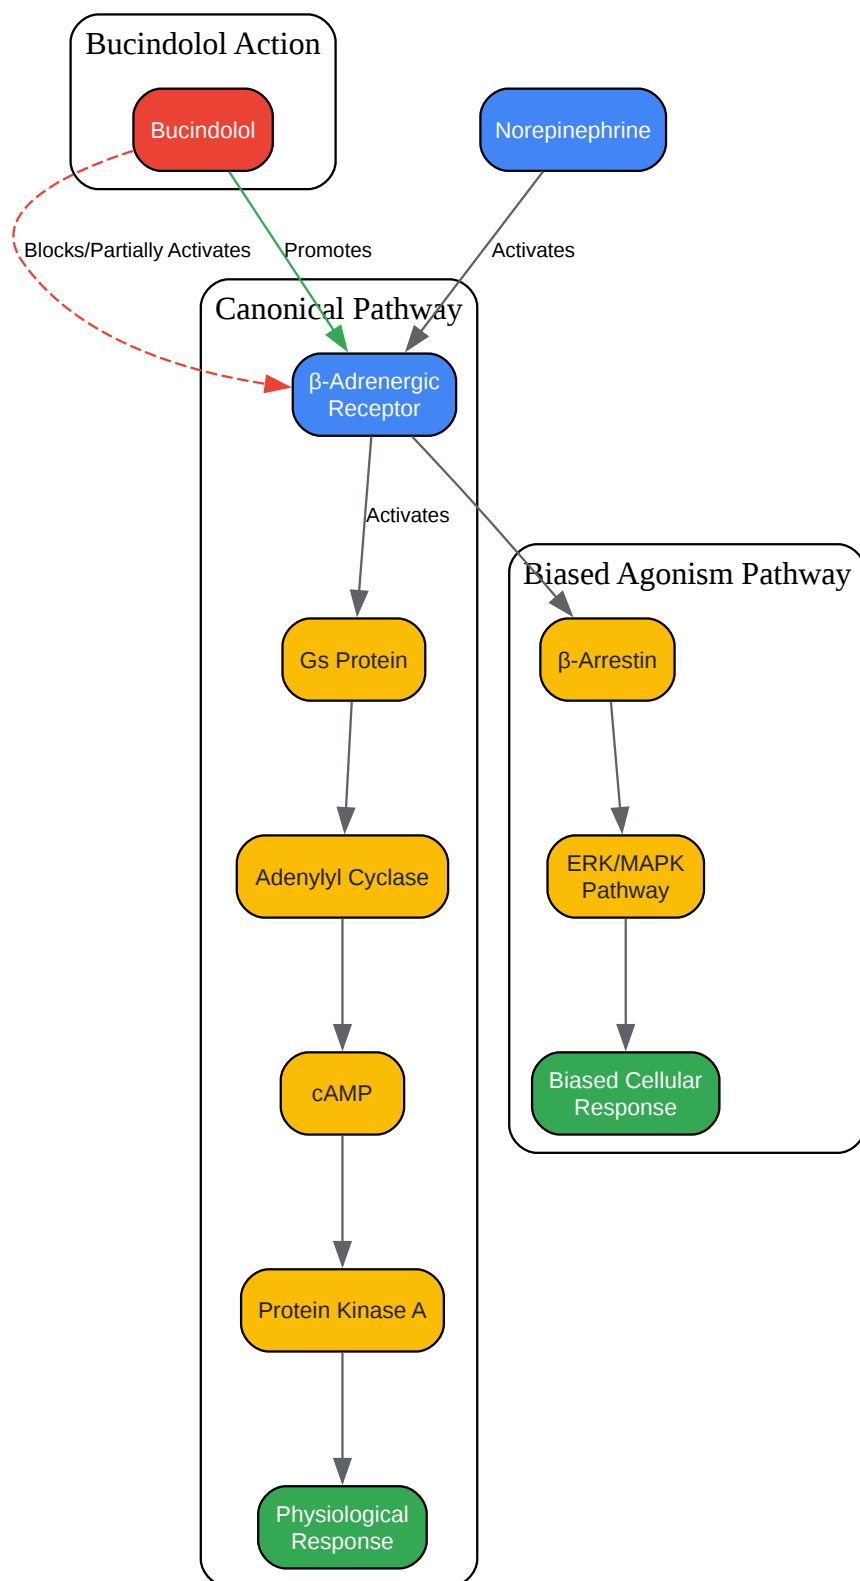 Bucindolol Action
Bucindolol
Norepinephrine
Blocks/Partially Activates
Promotes
Activates
Canonical Pathway
β-Adrenergic
Receptor
Activates
Biased Agonism Pathway
Gs Protein
β-Arrestin
Adenylyl Cyclase
ERK/MAPK
Pathway
cAMP
Biased Cellular
Response
Protein Kinase A
Physiological
Response